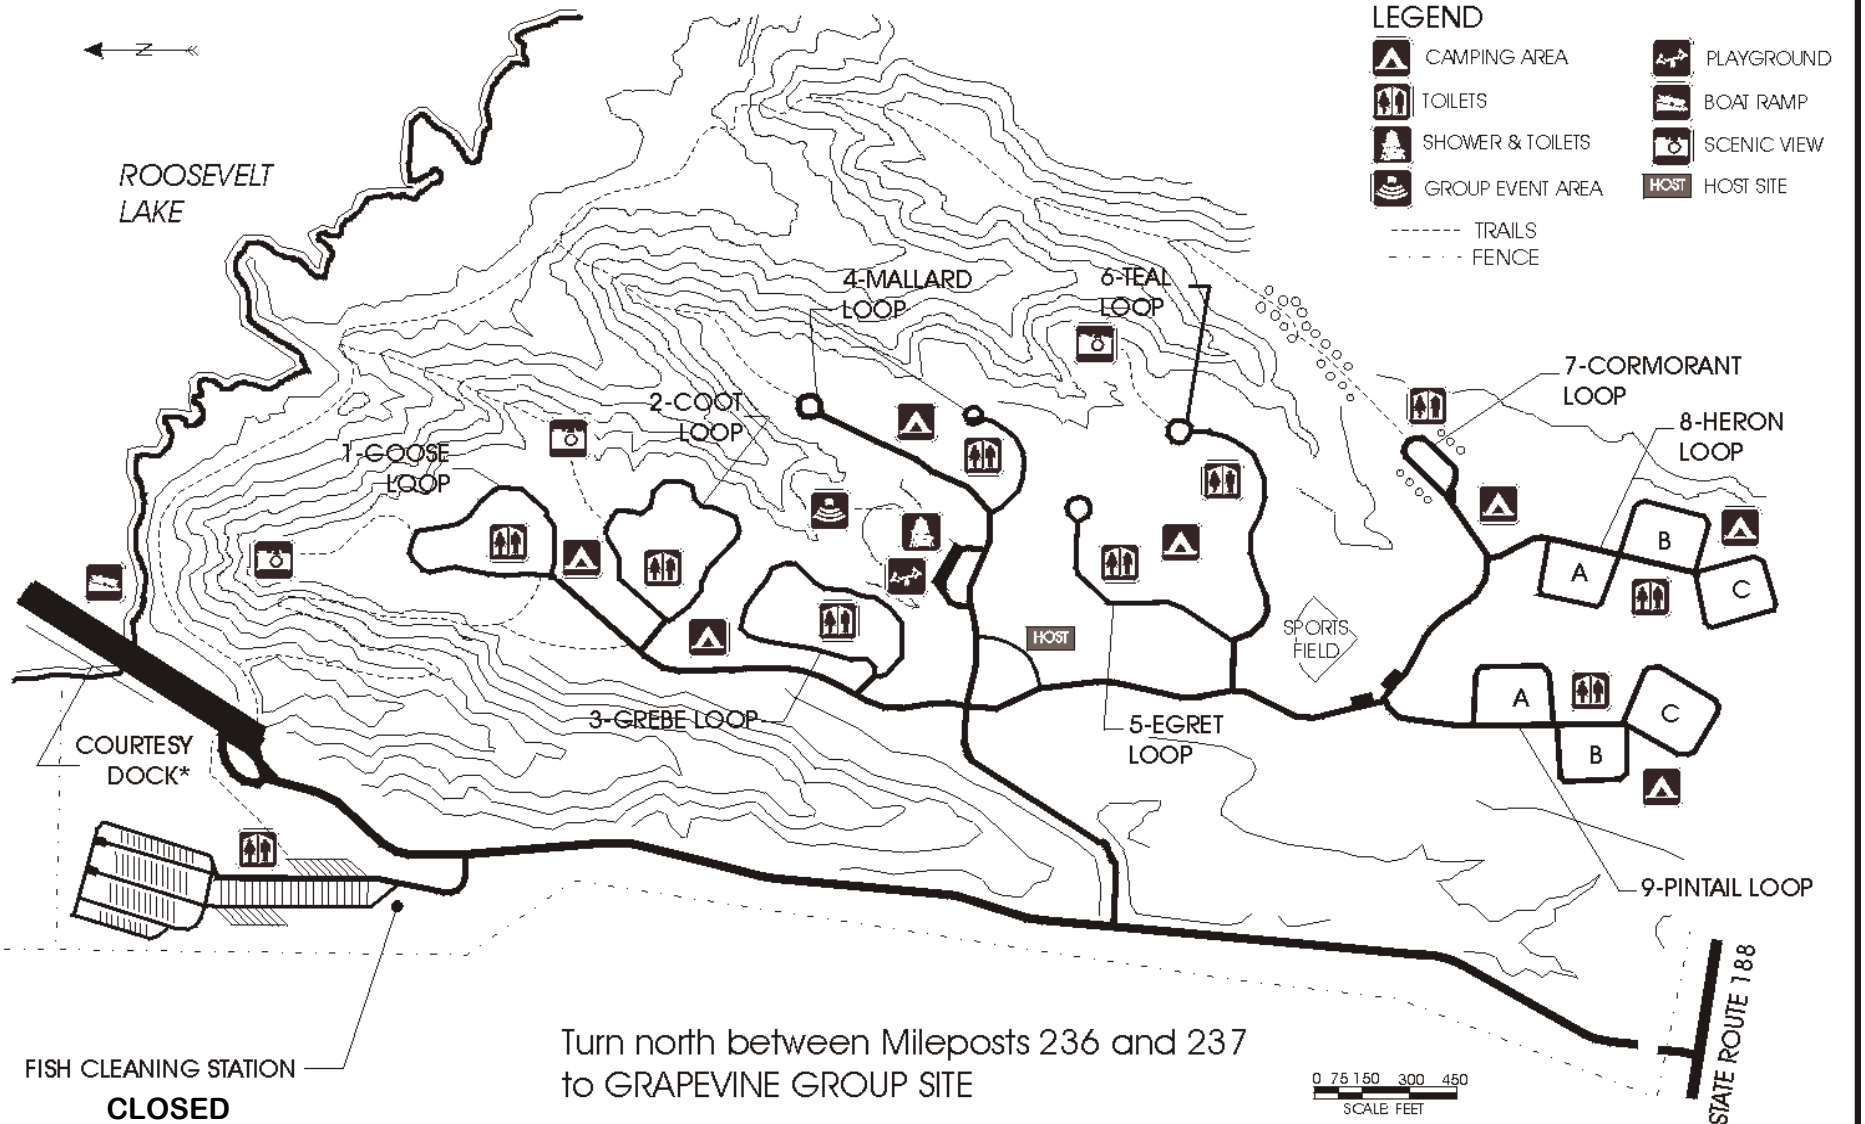 LEGEND
CAMPING AREA
PLAYGROUND
TOILETS
BOAT RAMP
SHOWER & TOILETS
SCENIC VIEW
GROUP EVENT AREA
HOST
HOST SITE
TRAILS
FENCE
N
ROOSEVELT
LAKE
4-MALLARD
LOOP
6-TEAL
LOOP
7-CORMORANT
LOOP
2-COOT
LOOP
8-HERON
LOOP
1-GOOSE
LOOP
B
A
C
SPORTS
FIELD
HOST
A
C
B
3-GREBE LOOP
5-EGRET
LOOP
COURTESY
DOCK*
9-PINTAIL LOOP
STATE ROUTE 188
FISH CLEANING STATION
CLOSED
Turn north between Mileposts 236 and 237
to GRAPEVINE GROUP SITE
0 75 150 300 450
SCALE: FEET